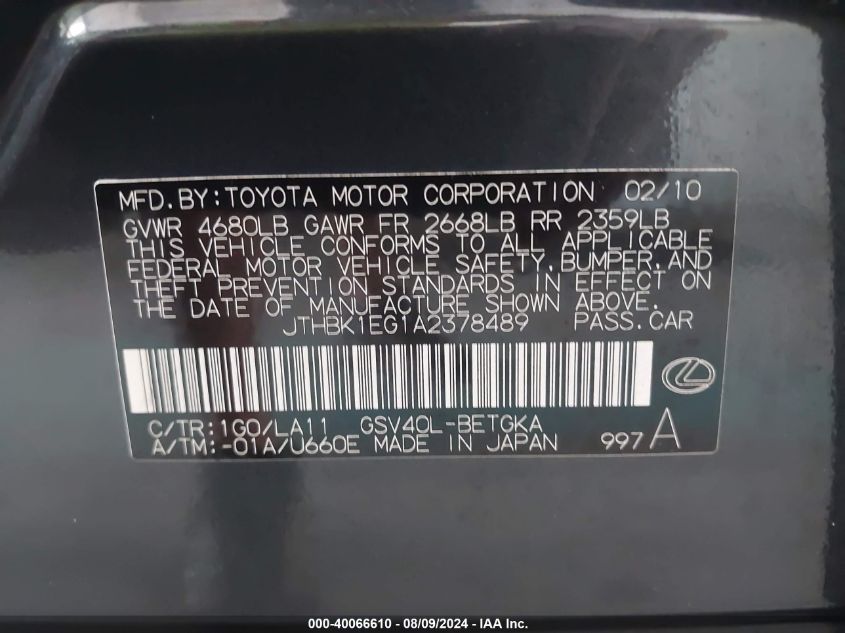 MFD.BY:TOYOTA MOTOR CORPORATION 02/10
GVWR 4680LB GAWR FR 2668LB RR 2359LB
THIS VEHICLE CONFORMS TO ALL APPLICABLE
FEDERAL MOTOR VEHICLE SAFETY,BUMPER,AND
THEFT PREVENTION STANDARDS IN EFFECT ON
THE DATE OF MANUFACTURE SHOWN ABOVE.
JTHBK1EG1A2378489 PASS.CAR
C/TR:1G0/LA11 GSV40L-BETGKA
A/TM:-01A/U660E MADE IN JAPAN 997A
000-40066610 - 08/09/2024 - IAA Inc.